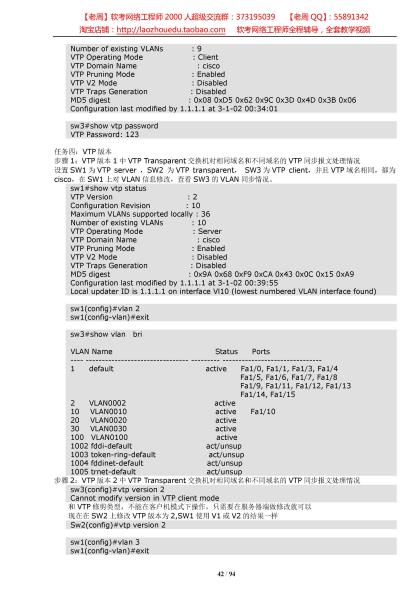 【老周】软考网络工程师 2000 人超级交流群：373195039 【老周 QQ】：55891342
淘宝店铺：http://laozhouedu.taobao.com 软考网络工程师全程辅导，全套教学视频
Number of existing VLANs : 9
VTP Operating Mode : Client
VTP Domain Name : cisco
VTP Pruning Mode : Enabled
VTP V2 Mode : Disabled
VTP Traps Generation : Disabled
MD5 digest : 0x08 0xD5 0x62 0x9C 0x3D 0x4D 0x3B 0x06
Configuration last modified by 1.1.1.1 at 3-1-02 00:34:01
sw3#show vtp password
VTP Password: 123
任务四：VTP 版本
步骤 1：VTP 版本 1 中 VTP Transparent 交换机对相同域名和不同域名的 VTP 同步报文处理情况
设置 SW1 为 VTP server ，SW2 为 VTP transparent， SW3 为 VTP client，并且 VTP 域名相同，都为
cisco，在 SW1 上对 VLAN 信息修改，查看 SW3 的 VLAN 同步情况。
sw1#show vtp status
VTP Version : 2
Configuration Revision : 10
Maximum VLANs supported locally : 36
Number of existing VLANs : 10
VTP Operating Mode : Server
VTP Domain Name : cisco
VTP Pruning Mode : Enabled
VTP V2 Mode : Disabled
VTP Traps Generation : Disabled
MD5 digest : 0x9A 0x68 0xF9 0xCA 0x43 0x0C 0x15 0xA9
Configuration last modified by 1.1.1.1 at 3-1-02 00:39:55
Local updater ID is 1.1.1.1 on interface Vl10 (lowest numbered VLAN interface found)
sw1(config)#vlan 2
sw1(config-vlan)#exit
sw3#show vlan bri
VLAN Name Status Ports
---- -------------------------------- --------- -------------------------------
1 default active Fa1/0, Fa1/1, Fa1/3, Fa1/4
Fa1/5, Fa1/6, Fa1/7, Fa1/8
Fa1/9, Fa1/11, Fa1/12, Fa1/13
Fa1/14, Fa1/15
2 VLAN0002 active
10 VLAN0010 active Fa1/10
20 VLAN0020 active
30 VLAN0030 active
100 VLAN0100 active
1002 fddi-default act/unsup
1003 token-ring-default act/unsup
1004 fddinet-default act/unsup
1005 trnet-default act/unsup
步骤 2：VTP 版本 2 中 VTP Transparent 交换机对相同域名和不同域名的 VTP 同步报文处理情况
sw3(config)#vtp version 2
Cannot modify version in VTP client mode
和 VTP 修剪类型，不能在客户机模式下操作，只需要在服务器端做修改就可以
现在在 SW2 上修改 VTP 版本为 2,SW1 使用 V1 或 V2 的结果一样
Sw2(config)#vtp version 2
sw1(config)#vlan 3
sw1(config-vlan)#exit
42 / 94